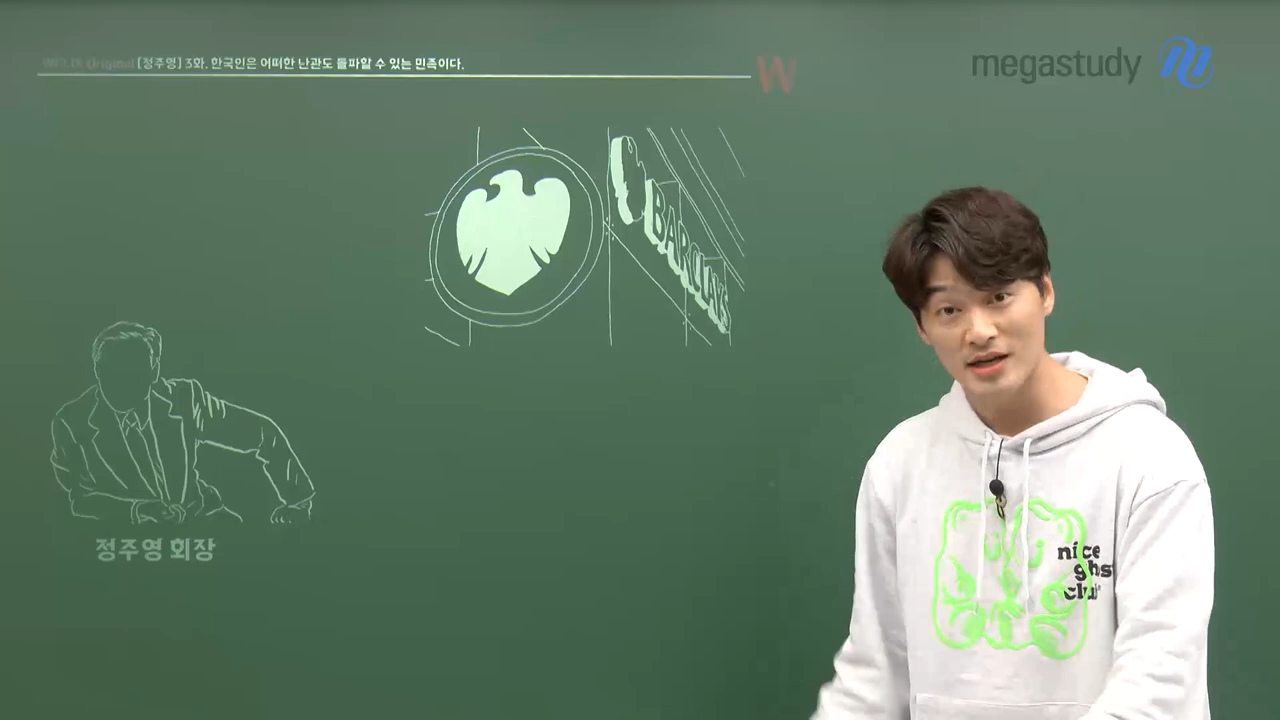 [정주영] 3화. 한국인은 어떠한 난관도 돌파할 수 있는 민족이다.
W
megastudy
BARCLAYS
정주영 회장
nice
ghost
club